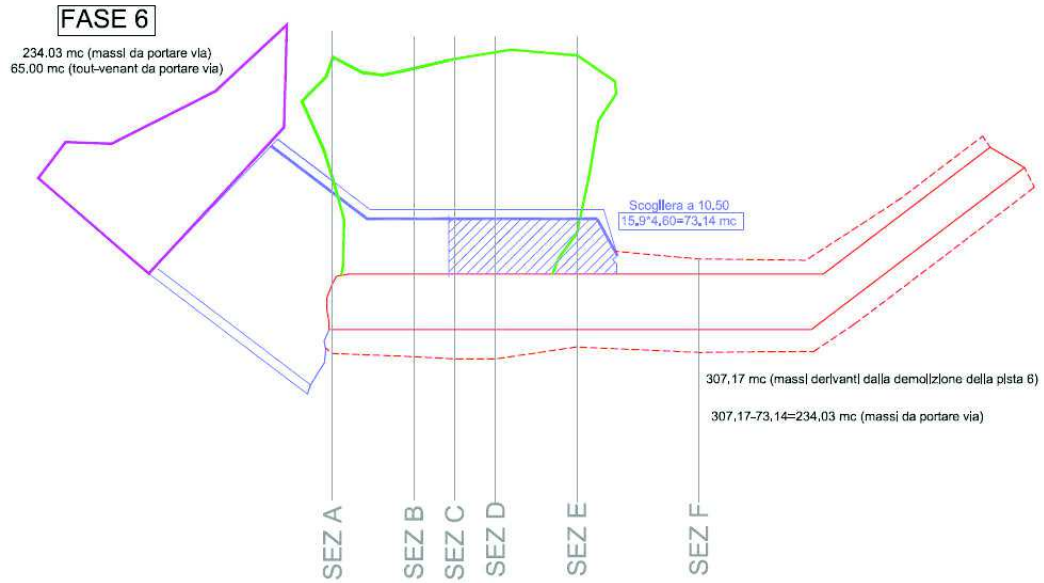 FASE 6
234.03 mc (massi da portare via)
65.00 mc (tout-venant da portare via)
Scogliera a 10.50
15,9*4,60=73,14 mc
307,17 mc (massi derivanti dalla demolizione della pista 6)
307,17-73,14=234,03 mc (massi da portare via)
SEZ A
SEZ B
SEZ C
SEZ D
SEZ E
SEZ F